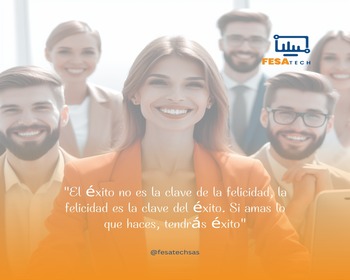 FESATECH
"El éxito no es la clave de la felicidad, la
felicidad es la clave del éxito. Si amas lo
que haces, tendrás éxito"
@fesatechsas